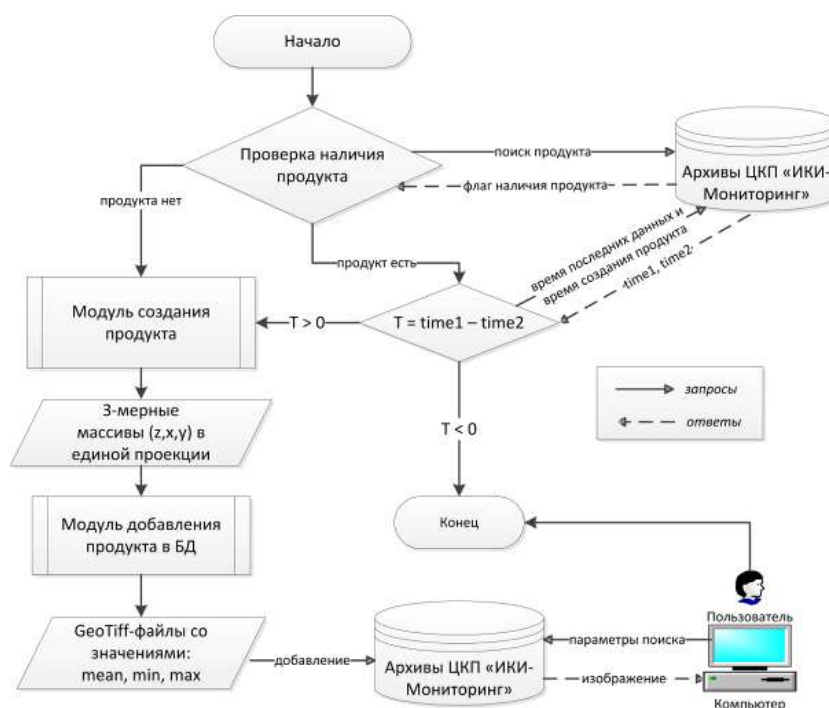 Начало
Проверка наличия
продукта
поиск продукта
флаг наличия продукта
Архивы ЦКП «ИКИ-
Мониторинг»
продукта нет
продукт есть
время последних данных и
время создания продукта
time1, time2
Модуль создания
продукта
T > 0
T = time1 – time2
запросы
ответы
3-мерные
массивы (z,x,y) в
единой проекции
T < 0
Модуль добавления
продукта в БД
Конец
Пользователь
GeoTiff-файлы со
значениями:
mean, min, max
добавление
Архивы ЦКП «ИКИ-
Мониторинг»
параметры поиска
изображение
Компьютер